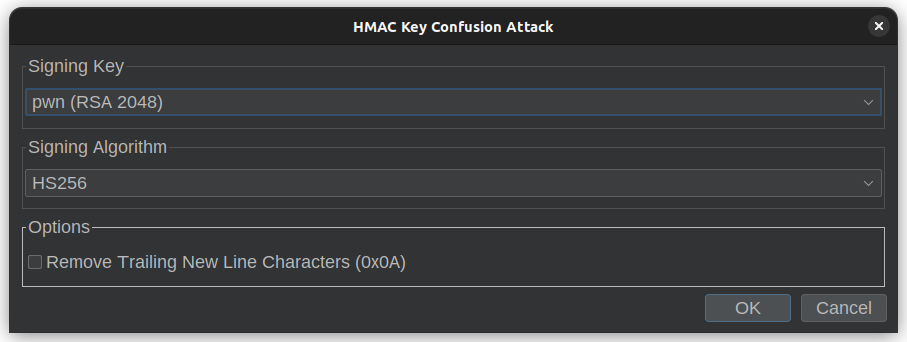 HMAC Key Confusion Attack
Signing Key
pwn (RSA 2048)
Signing Algorithm
HS256
Options
Remove Trailing New Line Characters (0x0A)
OK Cancel